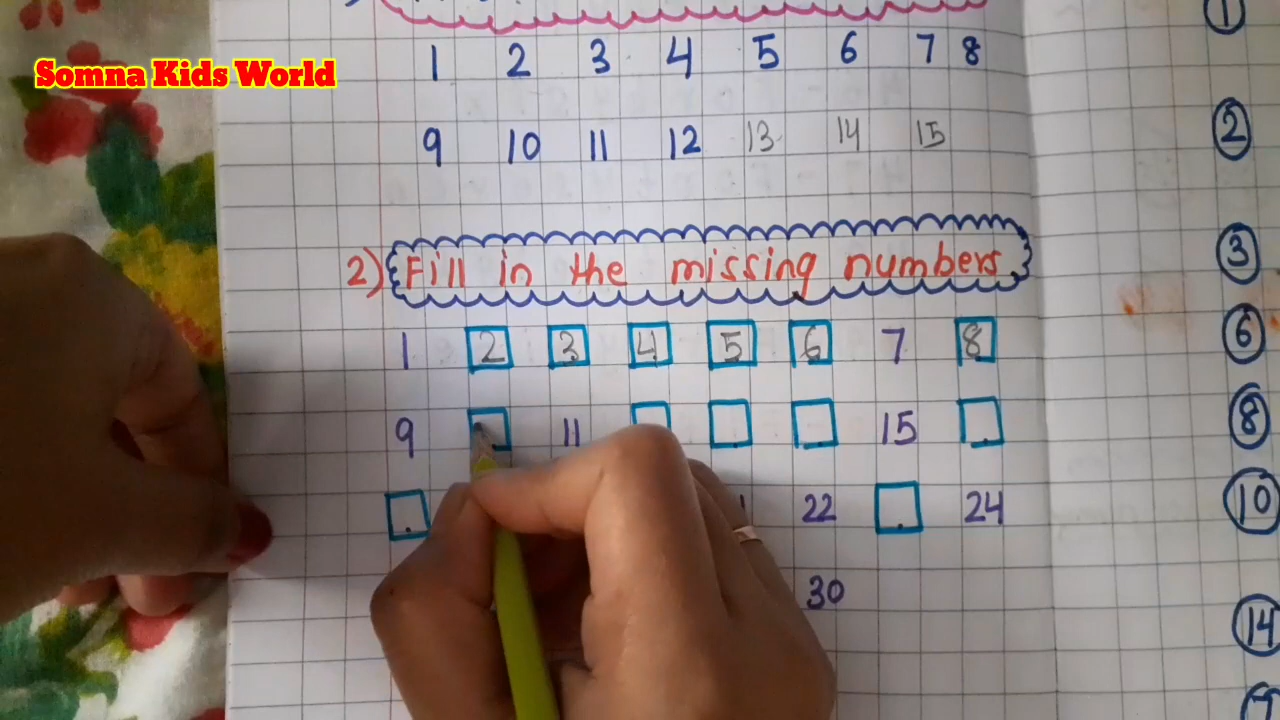 Somna Kids World
1 2 3 4 5 6 7 8
9 10 11 12 13 14 15
2) Fill in the missing numbers
1 2 3 4 5 6 7 8
9 11 15
22 24
30
1
2
3
6
8
10
14